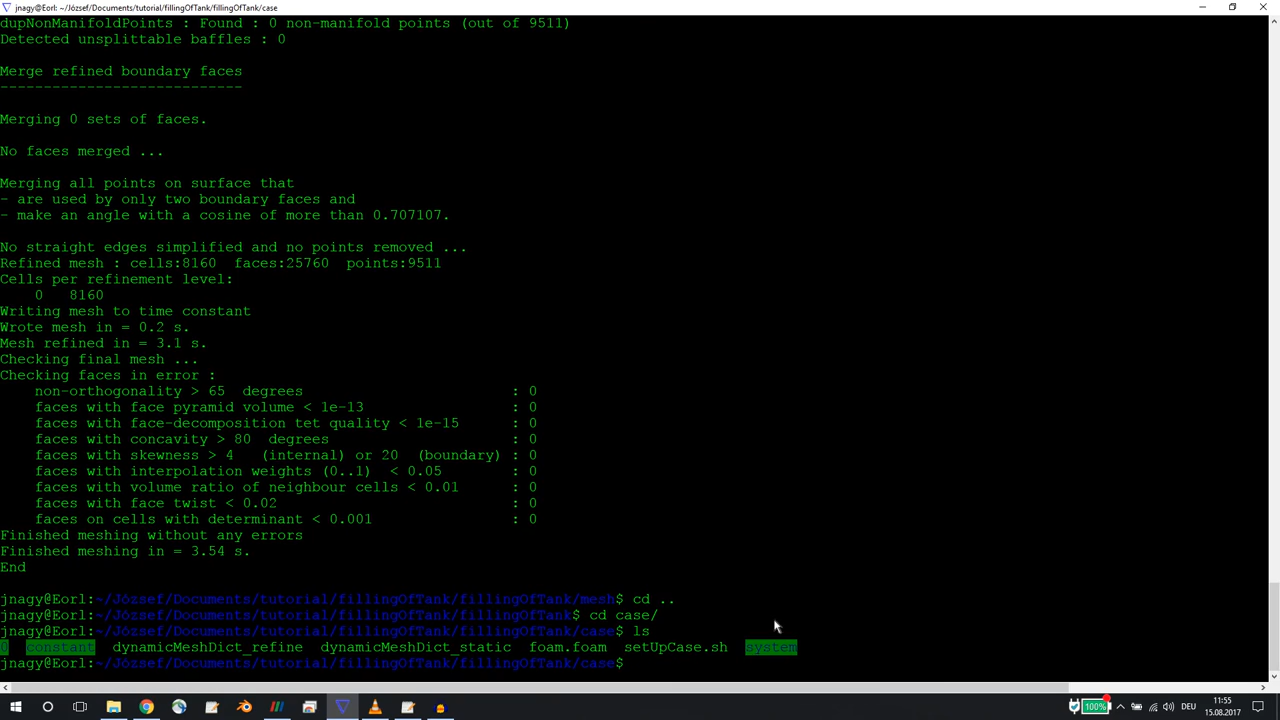 jnagy@Eorl: ~/József/Documents/tutorial/fillingOfTank/fillingOfTank/case
dupNonManifoldPoints : Found : 0 non-manifold points (out of 9511)
Detected unsplittable baffles : 0
Merge refined boundary faces
----------------------------
Merging 0 sets of faces.
No faces merged ...
Merging all points on surface that
- are used by only two boundary faces and
- make an angle with a cosine of more than 0.707107.
No straight edges simplified and no points removed ...
Refined mesh : cells:8160  faces:25760  points:9511
Cells per refinement level:
    0   8160
Writing mesh to time constant
Wrote mesh in = 0.2 s.
Mesh refined in = 3.1 s.
Checking final mesh ...
Checking faces in error :
    non-orthogonality > 65  degrees                        : 0
    faces with face pyramid volume < 1e-13                 : 0
    faces with face-decomposition tet quality < 1e-15      : 0
    faces with concavity > 80  degrees                     : 0
    faces with skewness > 4   (internal) or 20  (boundary) : 0
    faces with interpolation weights (0..1)  < 0.05        : 0
    faces with volume ratio of neighbour cells < 0.01      : 0
    faces with face twist < 0.02                           : 0
    faces on cells with determinant < 0.001                : 0
Finished meshing without any errors
Finished meshing in = 3.54 s.
End
jnagy@Eorl:~/József/Documents/tutorial/fillingOfTank/fillingOfTank/mesh$ cd ..
jnagy@Eorl:~/József/Documents/tutorial/fillingOfTank/fillingOfTank$ cd case/
jnagy@Eorl:~/József/Documents/tutorial/fillingOfTank/fillingOfTank/case$ ls
0  constant  dynamicMeshDict_refine  dynamicMeshDict_static  foam.foam  setUpCase.sh  system
jnagy@Eorl:~/József/Documents/tutorial/fillingOfTank/fillingOfTank/case$
100%
DEU
11:55
15.08.2017